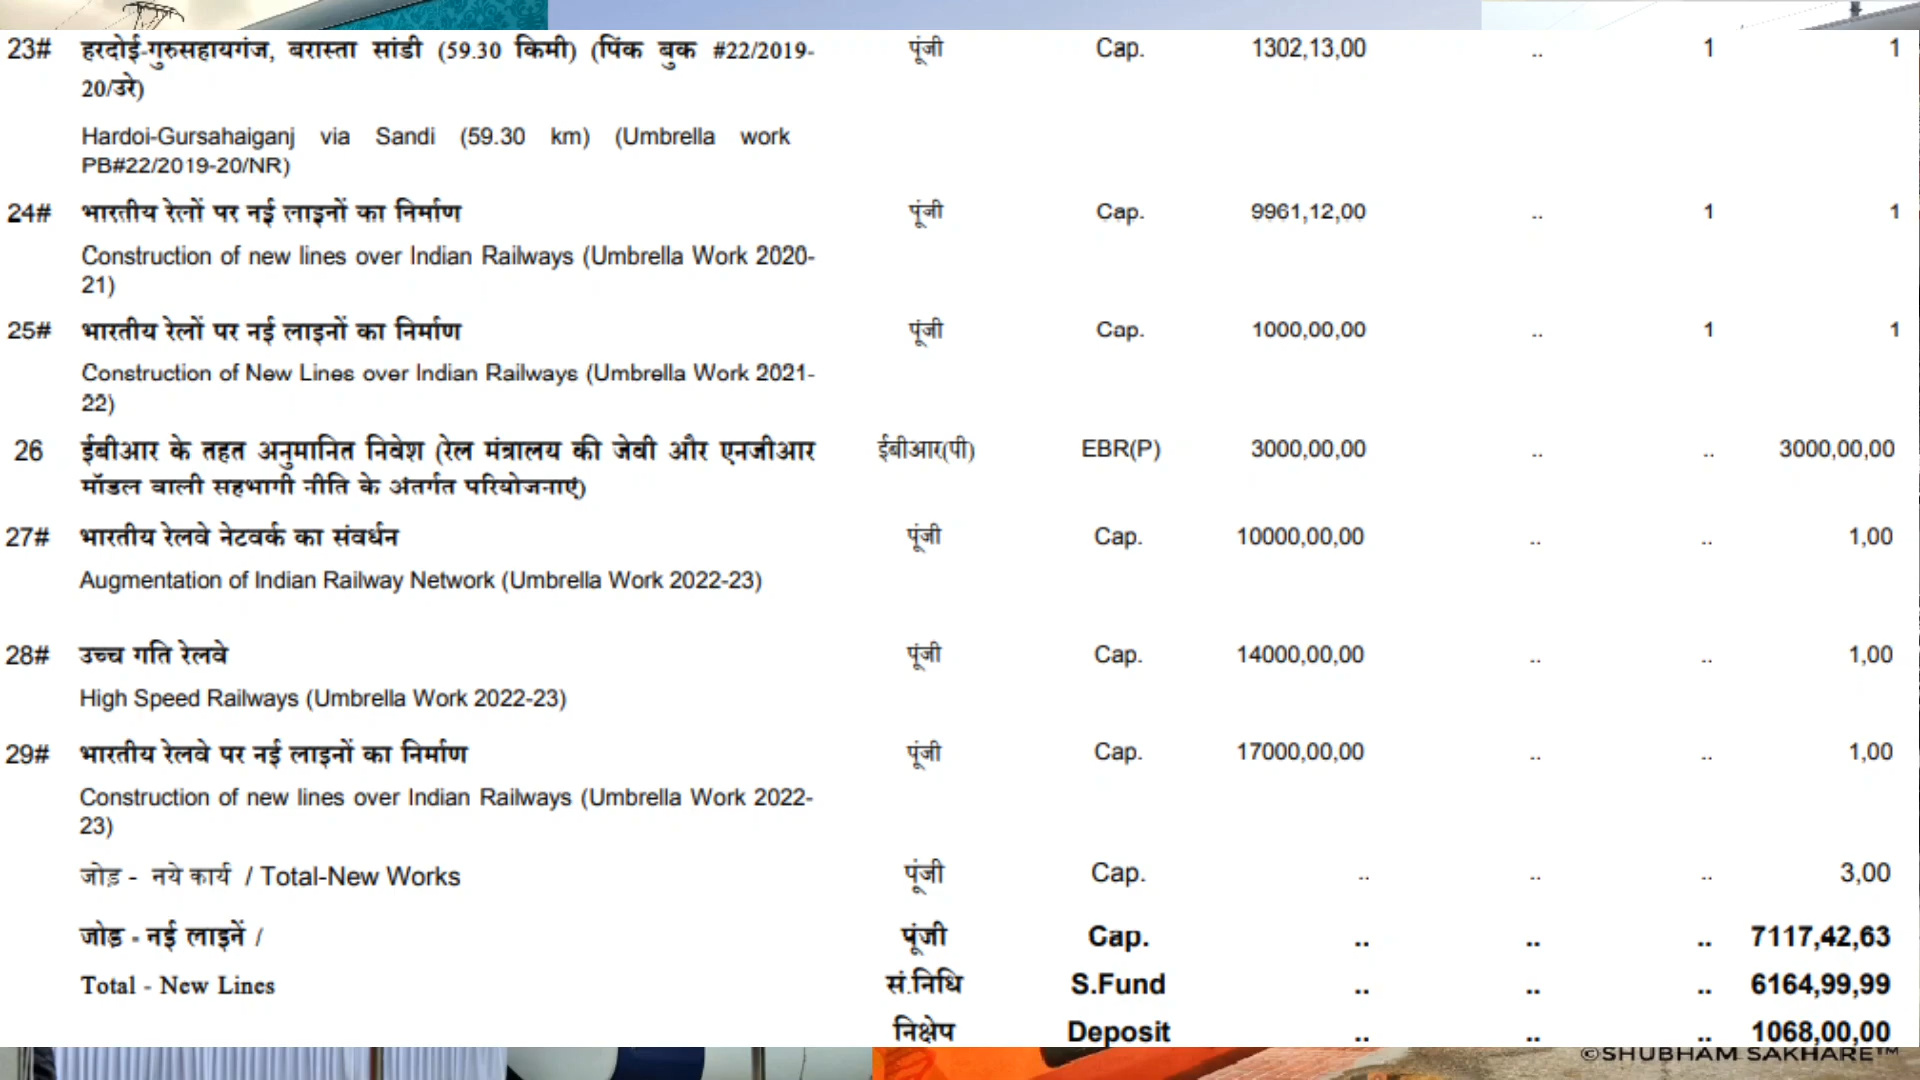 23# हरदोई-गुरुसहायगंज, बरास्ता सांडी (59.30 किमी) (पिंक बुक #22/2019- पूंजी Cap. 1302,13,00 .. 1 1
20/उरे)
Hardoi-Gursahaiganj via Sandi (59.30 km) (Umbrella work
PB#22/2019-20/NR)
24# भारतीय रेलों पर नई लाइनों का निर्माण पूंजी Cap. 9961,12,00 .. 1 1
Construction of new lines over Indian Railways (Umbrella Work 2020-
21)
25# भारतीय रेलों पर नई लाइनों का निर्माण पूंजी Cap. 1000,00,00 .. 1 1
Construction of New Lines over Indian Railways (Umbrella Work 2021-
22)
26 ईबीआर के तहत अनुमानित निवेश (रेल मंत्रालय की जेवी और एनजीआर ईबीआर(पी) EBR(P) 3000,00,00 .. .. 3000,00,00
मॉडल वाली सहभागी नीति के अंतर्गत परियोजनाएं)
27# भारतीय रेलवे नेटवर्क का संवर्धन पूंजी Cap. 10000,00,00 .. .. 1,00
Augmentation of Indian Railway Network (Umbrella Work 2022-23)
28# उच्च गति रेलवे पूंजी Cap. 14000,00,00 .. .. 1,00
High Speed Railways (Umbrella Work 2022-23)
29# भारतीय रेलवे पर नई लाइनों का निर्माण पूंजी Cap. 17000,00,00 .. .. 1,00
Construction of new lines over Indian Railways (Umbrella Work 2022-
23)
जोड़ - नये कार्य / Total-New Works पूंजी Cap. .. .. .. 3,00
जोड़ - नई लाइनें / पूंजी Cap. .. .. .. 7117,42,63
Total - New Lines सं.निधि S.Fund .. .. .. 6164,99,99
निक्षेप Deposit .. .. .. 1068,00,00
©SHUBHAM SAKHARE™